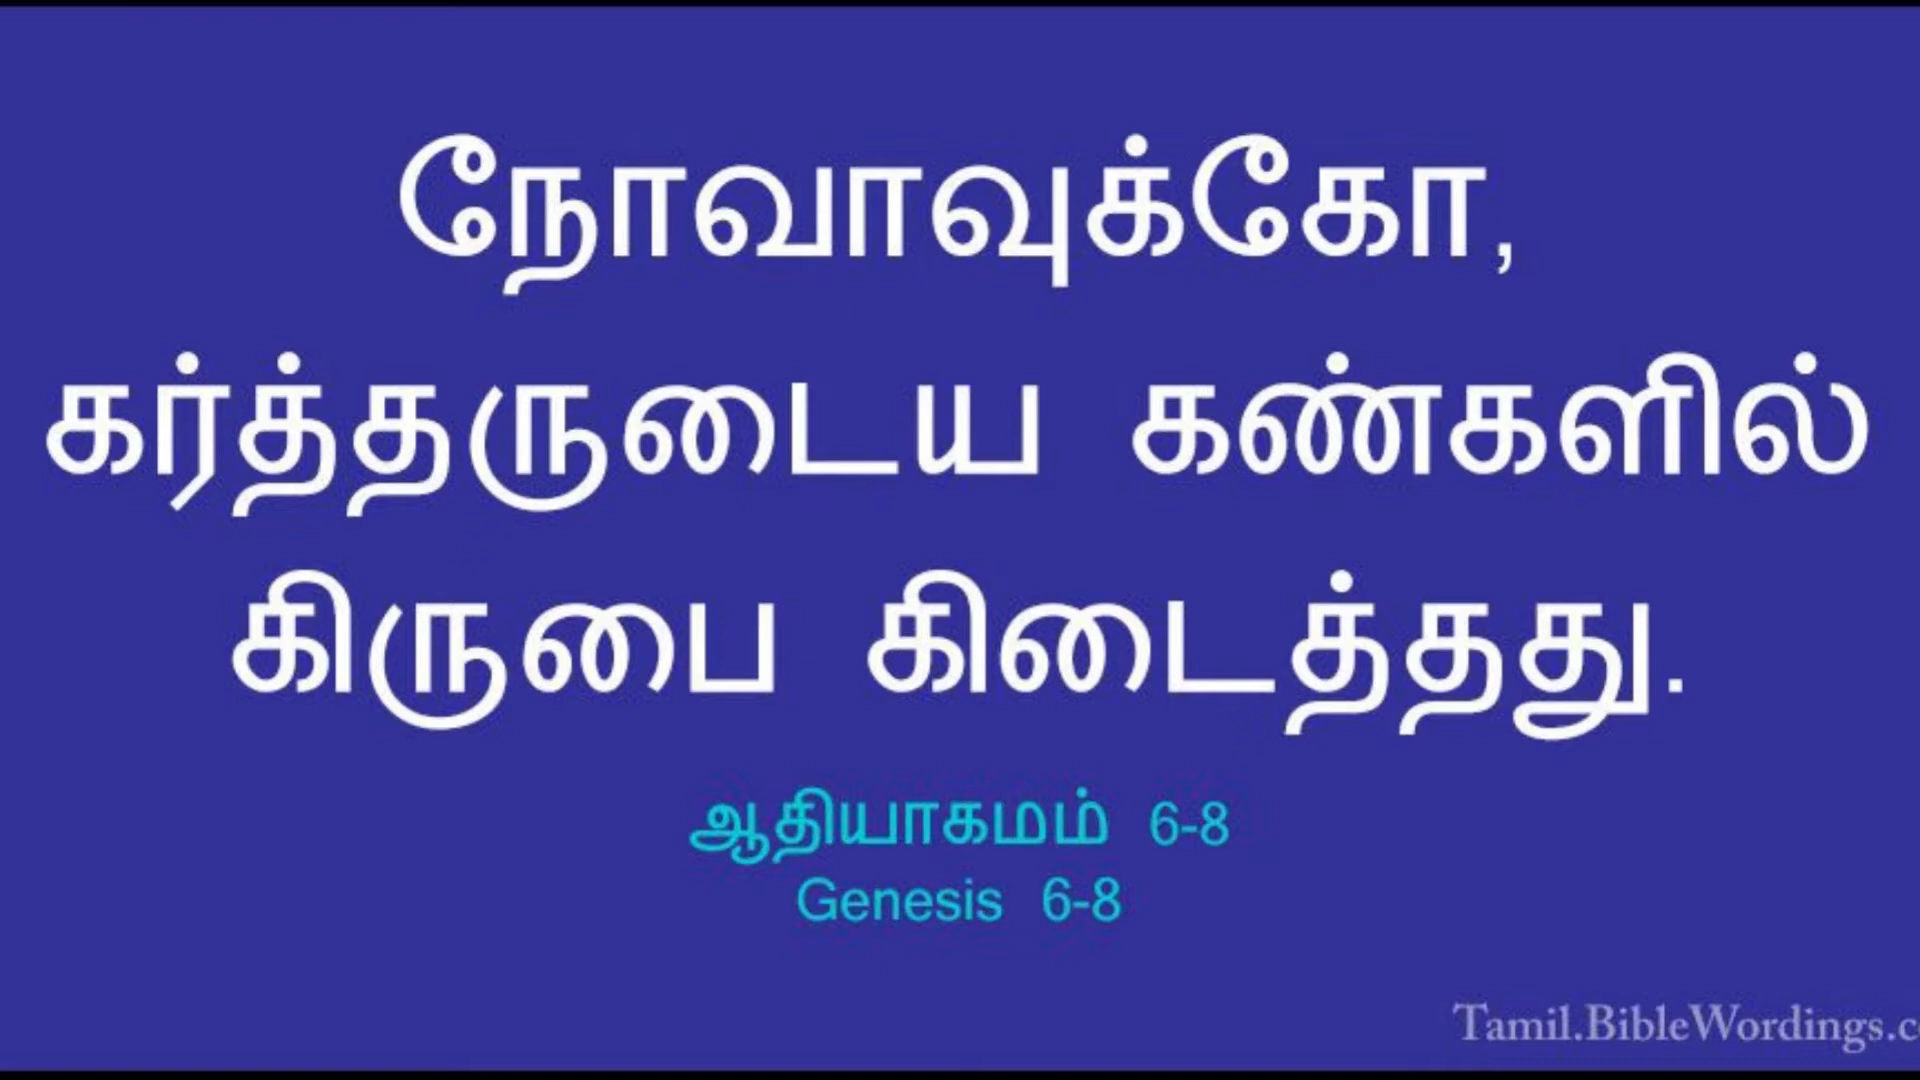 நோவாவுக்கோ,
கர்த்தருடைய கண்களில்
கிருபை கிடைத்தது.
ஆதியாகமம் 6-8
Genesis 6-8
Tamil.BibleWordings.c